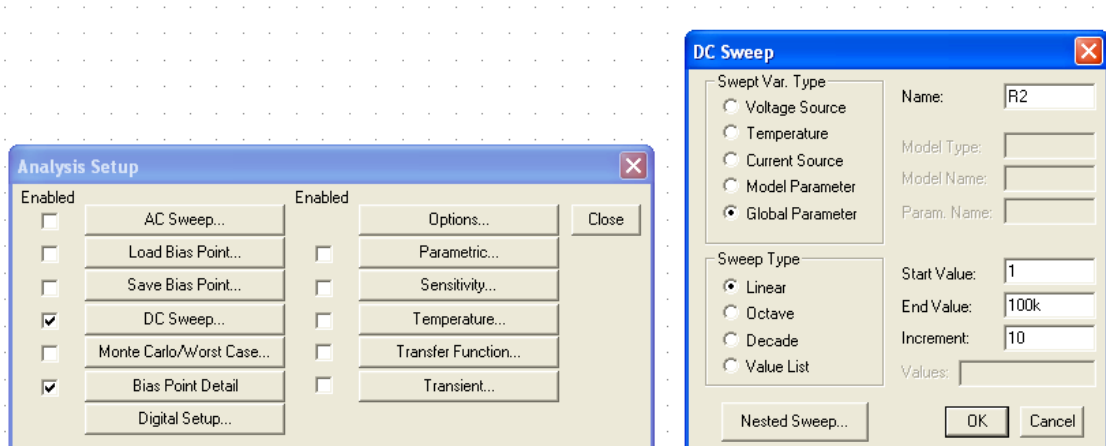 Analysis Setup
Enabled Enabled
AC Sweep... Options... Close
Load Bias Point... Parametric...
Save Bias Point... Sensitivity...
DC Sweep... Temperature...
Monte Carlo/Worst Case... Transfer Function...
Bias Point Detail Transient...
Digital Setup...
DC Sweep
Swept Var. Type
Voltage Source
Temperature
Current Source
Model Parameter
Global Parameter
Name: R2
Model Type:
Model Name:
Param. Name:
Sweep Type
Linear
Octave
Decade
Value List
Start Value: 1
End Value: 100k
Increment: 10
Values:
Nested Sweep... OK Cancel